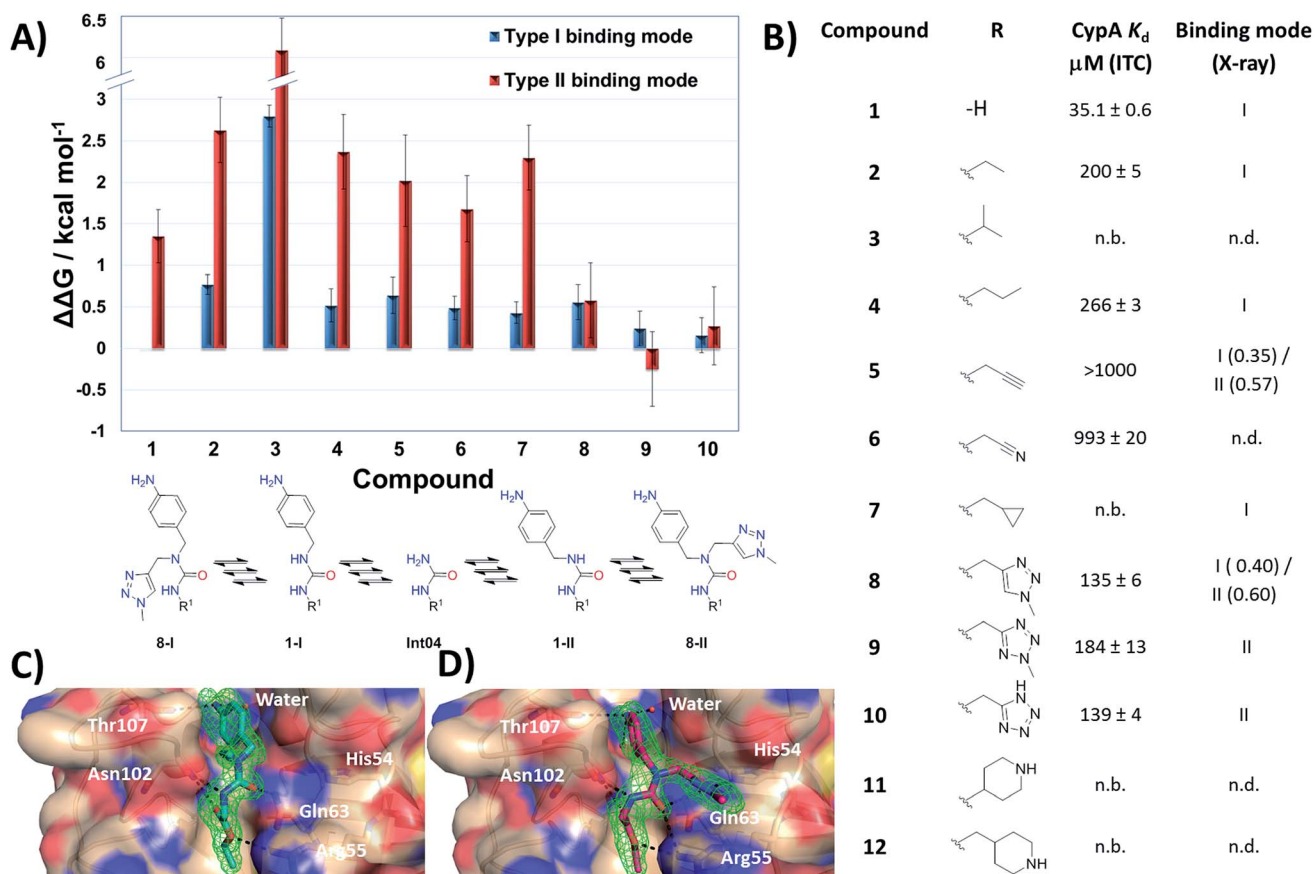 A)
6.5
6
3
2.5
2
1.5
1
0.5
0
-0.5
-1
ΔΔG / kcal mol-1
Type I binding mode
Type II binding mode
1 2 3 4 5 6 7 8 9 10
Compound
H2N
N
N
N
N
O
HN
R1
8-I
H2N
NH
O
HN
R1
1-I
H2N
O
HN
R1
Int04
H2N
NH
O
HN
R1
1-II
H2N
N
N
N
N
O
HN
R1
8-II
B)
Compound R CypA Kd Binding mode
μM (ITC) (X-ray)
1 -H 35.1 ± 0.6 I
2 200 ± 5 I
3 n.b. n.d.
4 266 ± 3 I
5 >1000 I (0.35) /
II (0.57)
6 N 993 ± 20 n.d.
7 n.b. I
8 N N N 135 ± 6 I ( 0.40) /
II (0.60)
9 N N N N 184 ± 13 II
10 H N N N N 139 ± 4 II
11 NH n.b. n.d.
12 NH n.b. n.d.
C)
Water
Thr107
His54
Asn102
Gln63
Arg55
D)
Water
Thr107
His54
Asn102
Gln63
Arg55